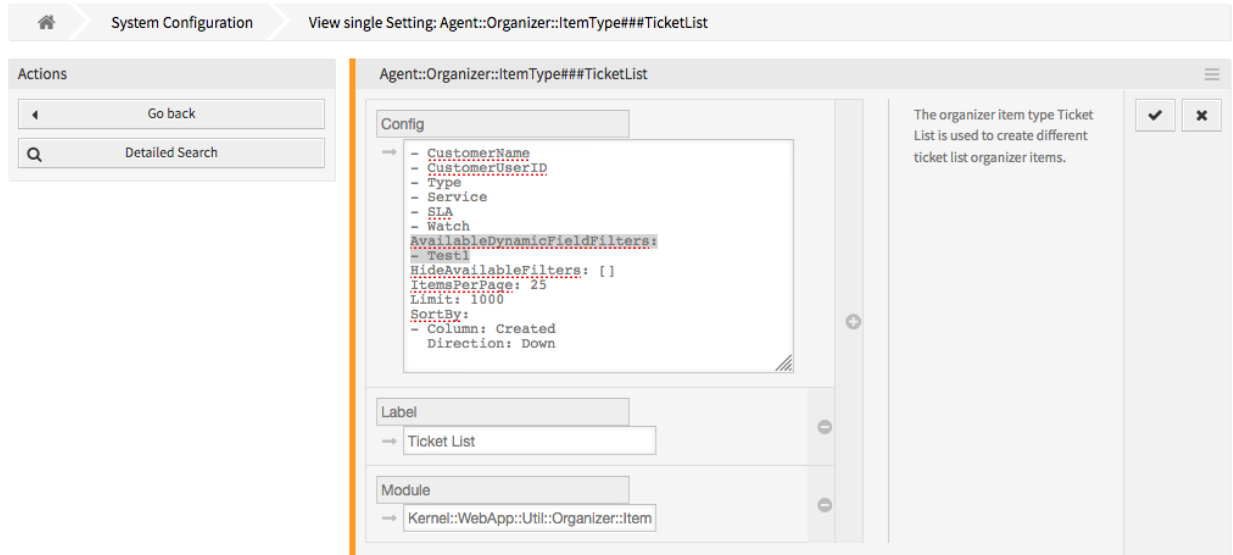 System Configuration
View single Setting: Agent::Organizer::ItemType###TicketList
Actions
Go back
Detailed Search
Agent::Organizer::ItemType###TicketList
Config
- CustomerName
- CustomerUserID
- Type
- Service
- SLA
- Watch
AvailableDynamicFieldFilters:
- Test1
HideAvailableFilters: []
ItemsPerPage: 25
Limit: 1000
SortBy:
- Column: Created
  Direction: Down
Label
Ticket List
Module
Kernel::WebApp::Util::Organizer::Item
The organizer item type Ticket
List is used to create different
ticket list organizer items.